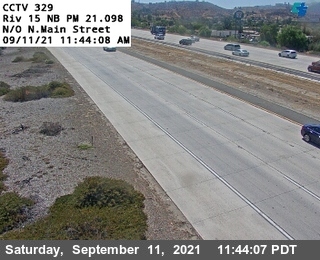 CCTV 329
Riv 15 NB PM 21.098
N/O N.Main Street
09/11/21 11:44:08 AM
Saturday, September 11, 2021 11:44:07 PDT